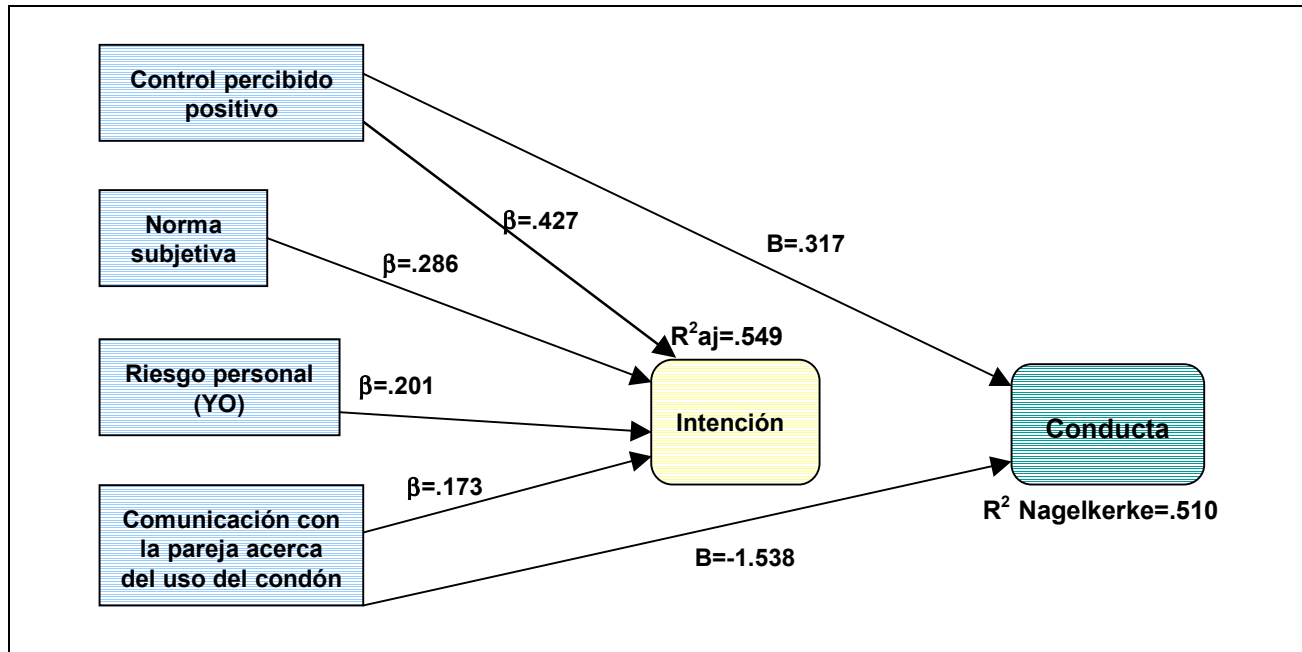 Control percibido
positivo
Norma
subjetiva
β=.427
B=.317
β=.286
R²aj=.549
Riesgo personal
(YO)
β=.201
Intención
Conducta
β=.173
R² Nagelkerke=.510
Comunicación con
la pareja acerca
del uso del condón
B=-1.538